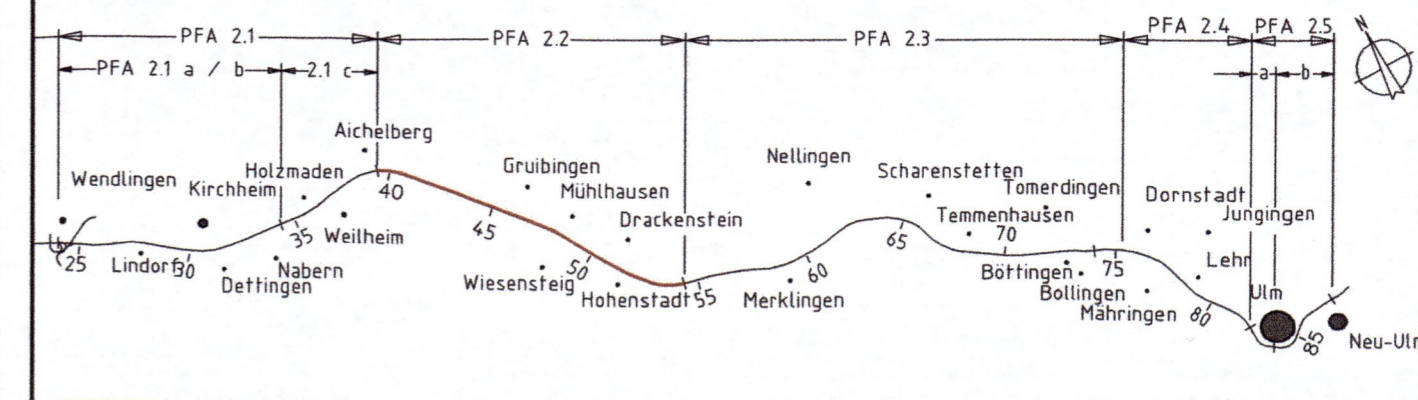 PFA 2.1
PFA 2.2
PFA 2.3
PFA 2.4
PFA 2.5
PFA 2.1 a / b
2.1 c
a
b
N
Aichelberg
Wendlingen
Kirchheim
Holzmaden
Weilheim
Lindorf
Dettingen
Nabern
Gruibingen
Mühlhausen
Drackenstein
Wiesensteig
Hohenstadt
Nellingen
Merklingen
Scharenstetten
Temmenhausen
Tomerdingen
Böttingen
Bollingen
Mähringen
Dornstadt
Jungingen
Lehr
Ulm
25
30
35
40
45
50
55
60
65
70
75
80
85